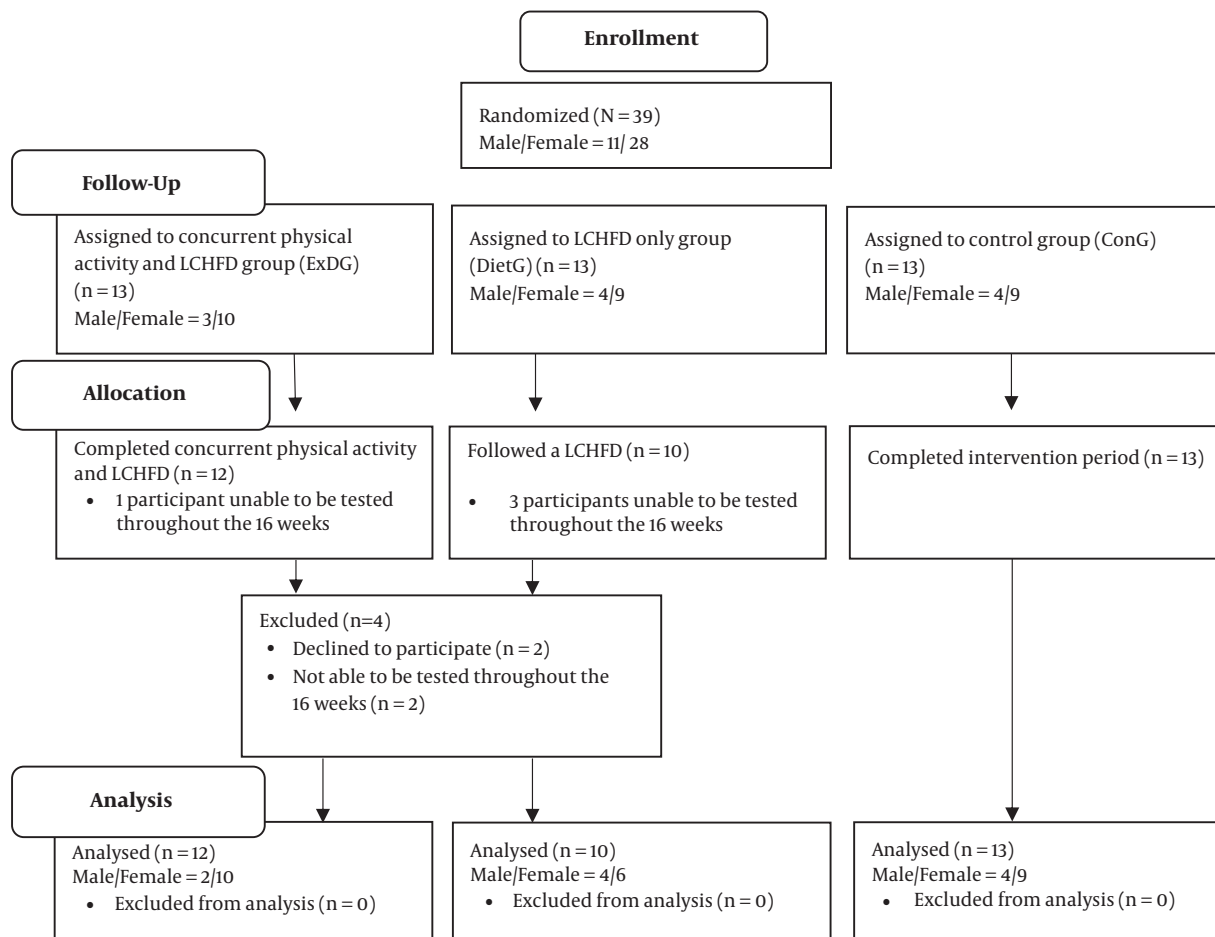 Enrollment
Randomized (N = 39)
Male/Female = 11/ 28
Follow-Up
Assigned to concurrent physical
activity and LCHFD group (ExDG)
(n = 13)
Male/Female = 3/10
Assigned to LCHFD only group
(DietG) (n = 13)
Male/Female = 4/9
Assigned to control group (ConG)
(n = 13)
Male/Female = 4/9
Allocation
Completed concurrent physical activity
and LCHFD (n = 12)
• 1 participant unable to be tested
throughout the 16 weeks
Followed a LCHFD (n = 10)
• 3 participants unable to be tested
throughout the 16 weeks
Completed intervention period (n = 13)
Excluded (n=4)
• Declined to participate (n = 2)
• Not able to be tested throughout the
16 weeks (n = 2)
Analysis
Analysed (n = 12)
Male/Female = 2/10
• Excluded from analysis (n = 0)
Analysed (n = 10)
Male/Female = 4/6
• Excluded from analysis (n = 0)
Analysed (n = 13)
Male/Female = 4/9
• Excluded from analysis (n = 0)